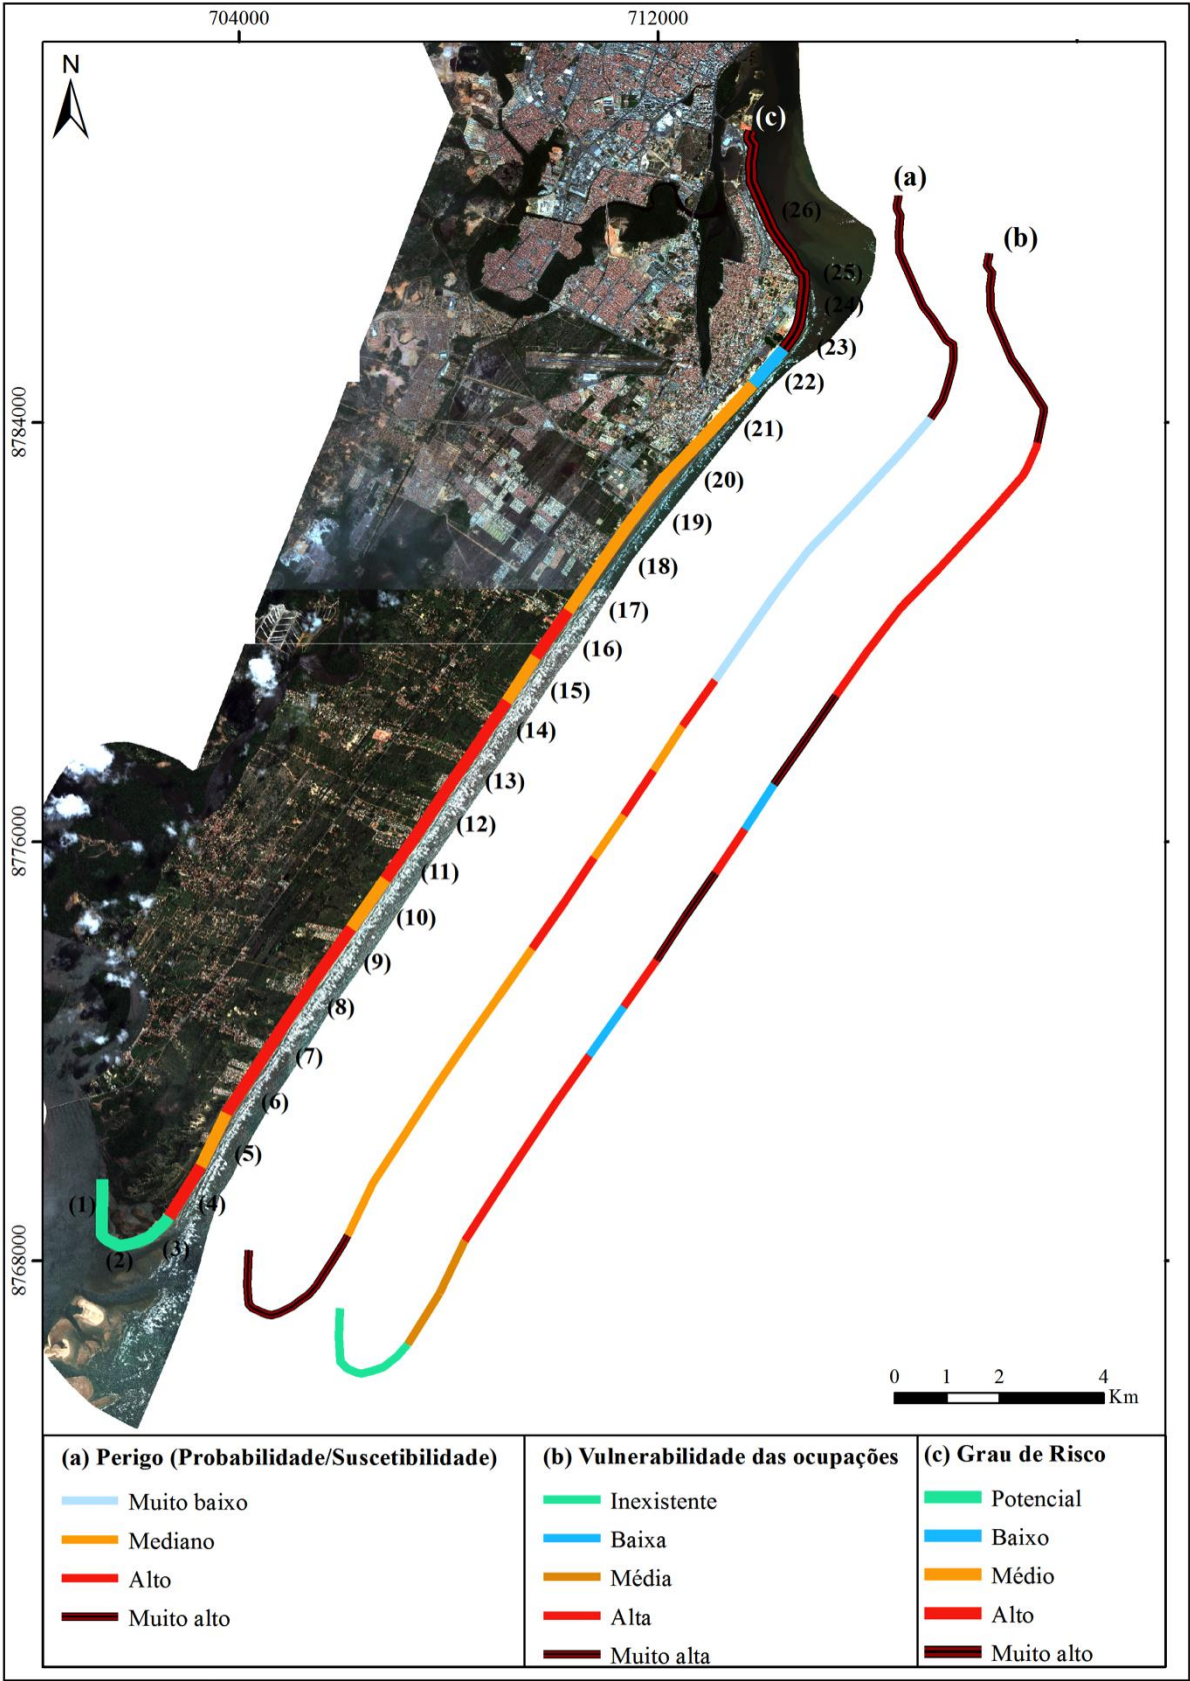 704000
712000
N
(c)
(a)
(26)
(b)
(25)
(24)
(23)
(22)
8784000
(21)
(20)
(19)
(18)
(17)
(16)
(15)
(14)
(13)
(12)
8776000
(11)
(10)
(9)
(8)
(7)
(6)
(5)
(4)
(1)
(3)
(2)
8768000
0 1 2 4
Km
(a) Perigo (Probabilidade/Suscetibilidade)
Muito baixo
Mediano
Alto
Muito alto
(b) Vulnerabilidade das ocupações
Inexistente
Baixa
Média
Alta
Muito alta
(c) Grau de Risco
Potencial
Baixo
Médio
Alto
Muito alto